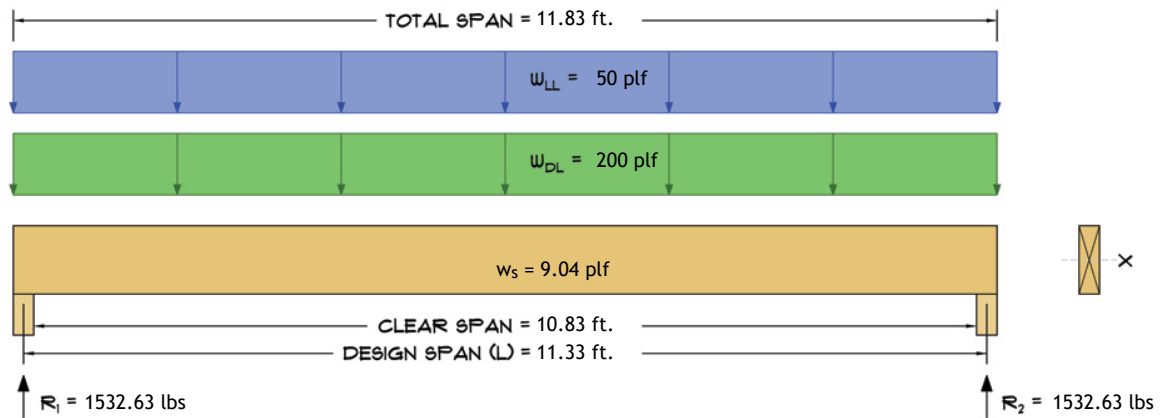 TOTAL SPAN = 11.83 ft.
WLL = 50 plf
WDL = 200 plf
ws = 9.04 plf
X
CLEAR SPAN = 10.83 ft.
DESIGN SPAN (L) = 11.33 ft.
R1 = 1532.63 lbs
R2 = 1532.63 lbs